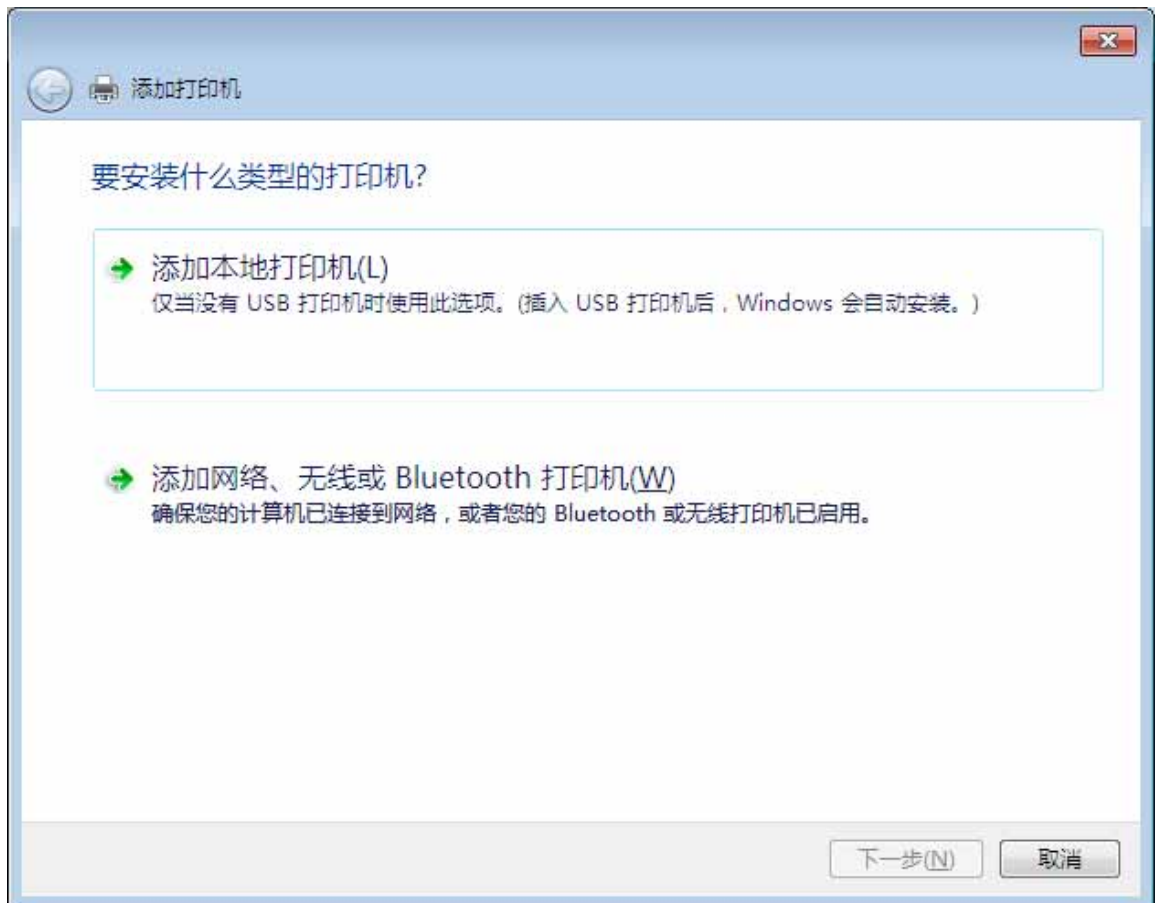 添加打印机
要安装什么类型的打印机?
添加本地打印机(L)
仅当没有 USB 打印机时使用此选项。(插入 USB 打印机后，Windows 会自动安装。)
添加网络、无线或 Bluetooth 打印机(W)
确保您的计算机已连接到网络，或者您的 Bluetooth 或无线打印机已启用。
下一步(N)
取消